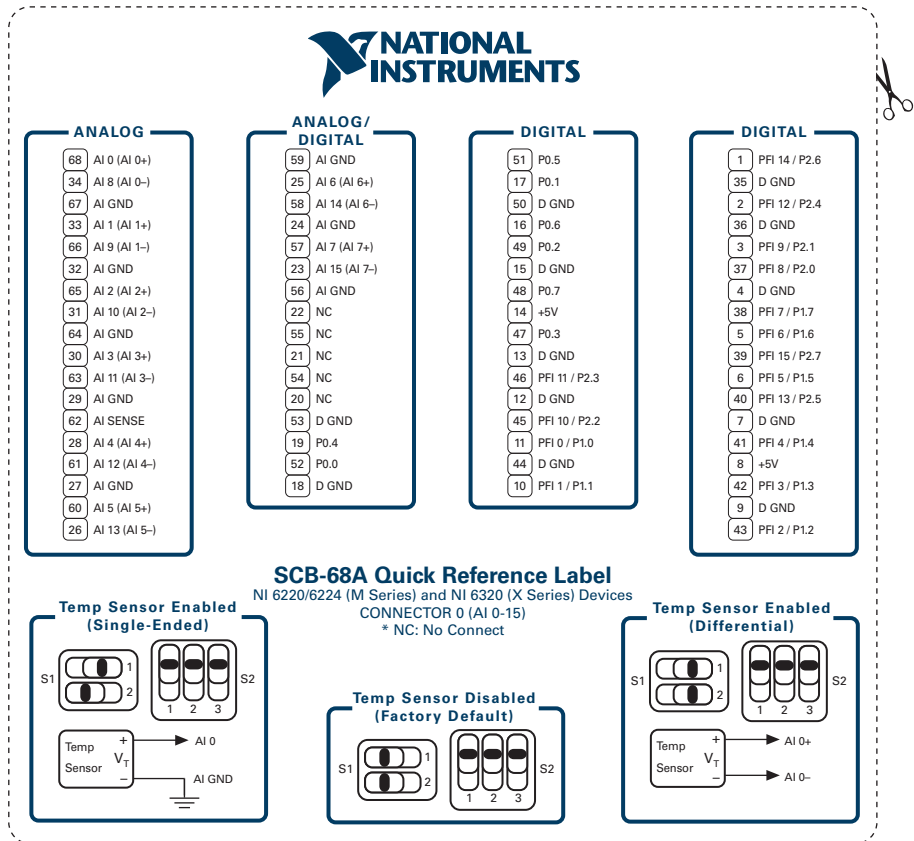 NATIONAL
INSTRUMENTS
ANALOG
68 AI 0 (AI 0+)
34 AI 8 (AI 0–)
67 AI GND
33 AI 1 (AI 1+)
66 AI 9 (AI 1–)
32 AI GND
65 AI 2 (AI 2+)
31 AI 10 (AI 2–)
64 AI GND
30 AI 3 (AI 3+)
63 AI 11 (AI 3–)
29 AI GND
62 AI SENSE
28 AI 4 (AI 4+)
61 AI 12 (AI 4–)
27 AI GND
60 AI 5 (AI 5+)
26 AI 13 (AI 5–)
ANALOG/
DIGITAL
59 AI GND
25 AI 6 (AI 6+)
58 AI 14 (AI 6–)
24 AI GND
57 AI 7 (AI 7+)
23 AI 15 (AI 7–)
56 AI GND
22 NC
55 NC
21 NC
54 NC
20 NC
53 D GND
19 P0.4
52 P0.0
18 D GND
DIGITAL
51 P0.5
17 P0.1
50 D GND
16 P0.6
49 P0.2
15 D GND
48 P0.7
14 +5V
47 P0.3
13 D GND
46 PFI 11 / P2.3
12 D GND
45 PFI 10 / P2.2
11 PFI 0 / P1.0
44 D GND
10 PFI 1 / P1.1
DIGITAL
1 PFI 14 / P2.6
35 D GND
2 PFI 12 / P2.4
36 D GND
3 PFI 9 / P2.1
37 PFI 8 / P2.0
4 D GND
38 PFI 7 / P1.7
5 PFI 6 / P1.6
39 PFI 15 / P2.7
6 PFI 5 / P1.5
40 PFI 13 / P2.5
7 D GND
41 PFI 4 / P1.4
8 +5V
42 PFI 3 / P1.3
9 D GND
43 PFI 2 / P1.2
SCB-68A Quick Reference Label
NI 6220/6224 (M Series) and NI 6320 (X Series) Devices
CONNECTOR 0 (AI 0-15)
* NC: No Connect
Temp Sensor Enabled
(Single-Ended)
S1 1 S2
2
1 2 3
Temp + AI 0
Sensor VT
– AI GND
Temp Sensor Disabled
(Factory Default)
S1 1 S2
2
1 2 3
Temp Sensor Enabled
(Differential)
S1 1 S2
2
1 2 3
Temp + AI 0+
Sensor VT
– AI 0–